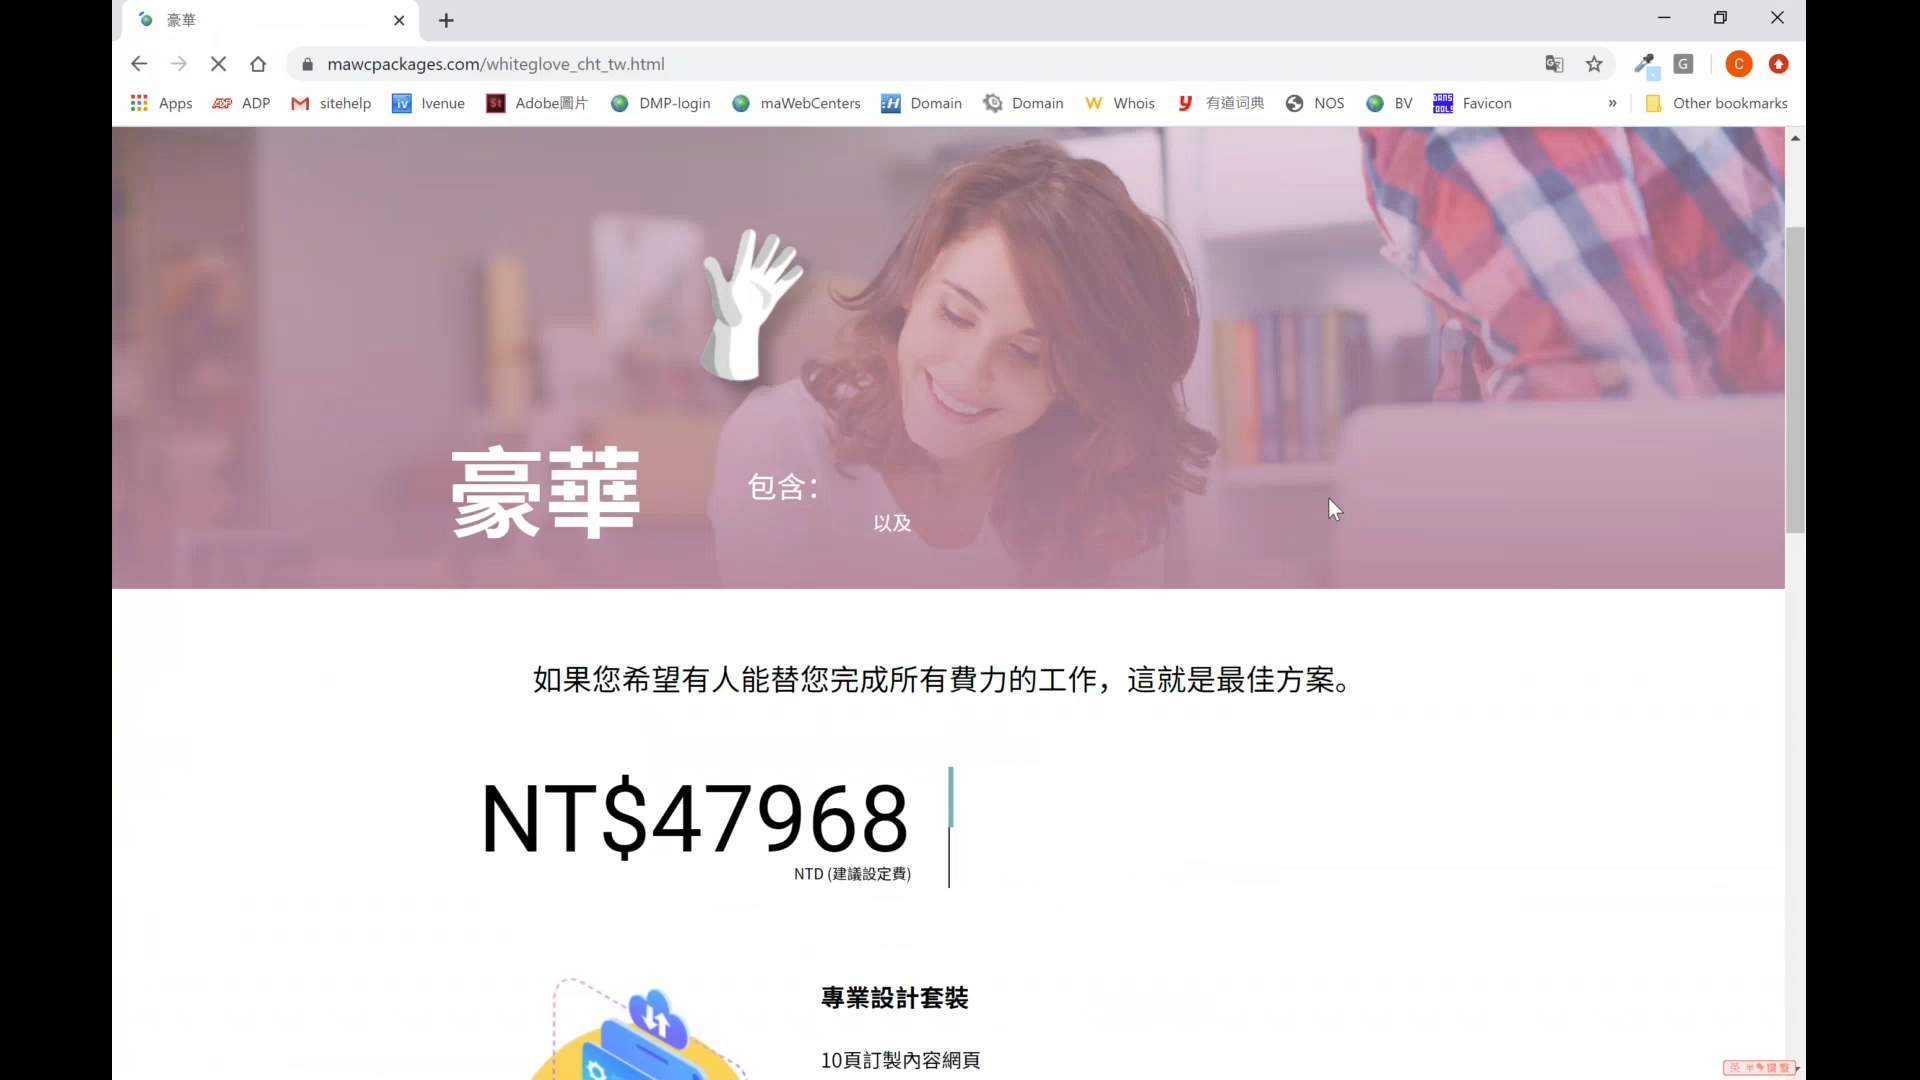 豪華
mawcpackages.com/whiteglove_cht_tw.html
C
Apps
ADP
sitehelp
Ivenue
Adobe圖片
DMP-login
maWebCenters
Domain
Domain
Whois
有道词典
NOS
BV
Favicon
»
Other bookmarks
豪華
包含：
以及
如果您希望有人能替您完成所有費力的工作，這就是最佳方案。
NT$47968
NTD (建議設定費)
專業設計套裝
10頁訂製內容網頁